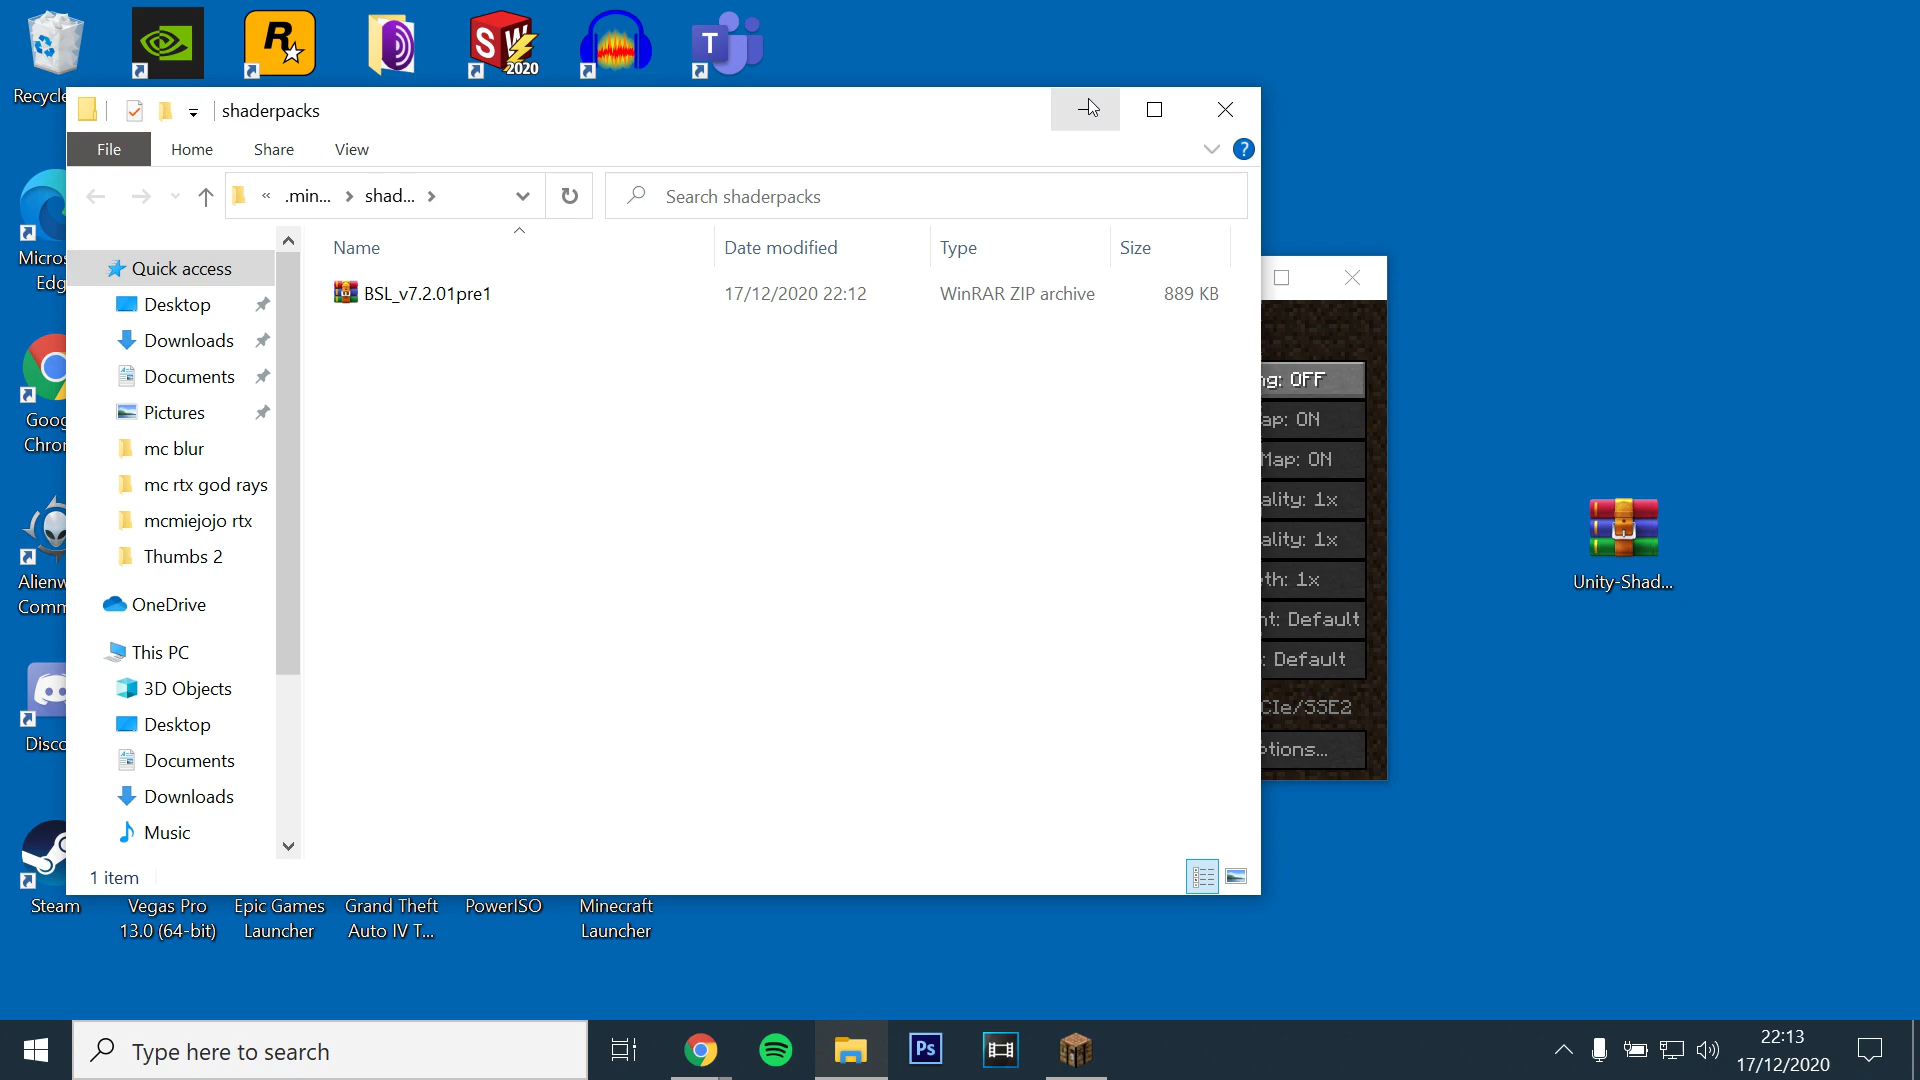 R
SW
2020
T
Recycle
shaderpacks
File
Home
Share
View
?
« .min... > shad... >
Search shaderpacks
Name
Date modified
Type
Size
BSL_v7.2.01pre1
17/12/2020 22:12
WinRAR ZIP archive
889 KB
Quick access
Desktop
Downloads
Documents
Pictures
mc blur
mc rtx god rays
mcmiejojo rtx
Thumbs 2
OneDrive
This PC
3D Objects
Desktop
Documents
Downloads
Music
1 item
Micros
Edg
Goog
Chron
Alienw
Comm
Disco
ng: OFF
ap: ON
Map: ON
ality: 1x
ality: 1x
th: 1x
nt: Default
: Default
CIe/SSE2
ptions...
Unity-Shad...
Steam
Vegas Pro
13.0 (64-bit)
Epic Games
Launcher
Grand Theft
Auto IV T...
PowerISO
Minecraft
Launcher
Type here to search
Ps
22:13
17/12/2020